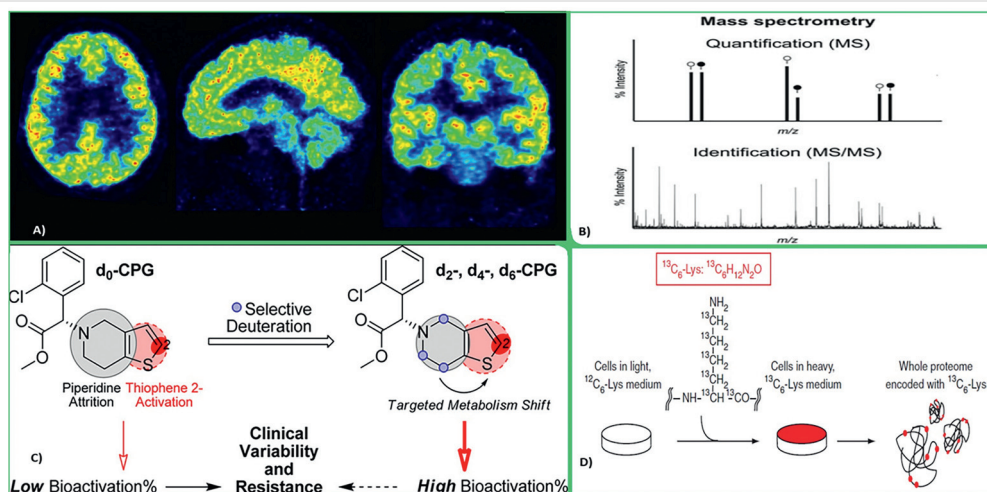 A)
Mass spectrometry
Quantification (MS)
% Intensity
m/z
Identification (MS/MS)
% Intensity
m/z
B)
d₀-CPG
Cl
N
O
O
S
2
Piperidine Attrition
Thiophene 2-Activation
Selective
Deuteration
d₂-, d₄-, d₆-CPG
Cl
N
O
O
S
2
Targeted Metabolism Shift
C)
Clinical
Variability
and
Resistance
Low Bioactivation%
High Bioactivation%
¹³C₆-Lys: ¹³C₆H₁₂N₂O
NH₂
¹³CH₂
¹³CH₂
¹³CH₂
¹³CH₂
NH–¹³CH–¹³CO
Cells in light,
¹²C₆-Lys medium
Cells in heavy,
¹³C₆-Lys medium
Whole proteome
encoded with ¹³C₆-Lys
D)